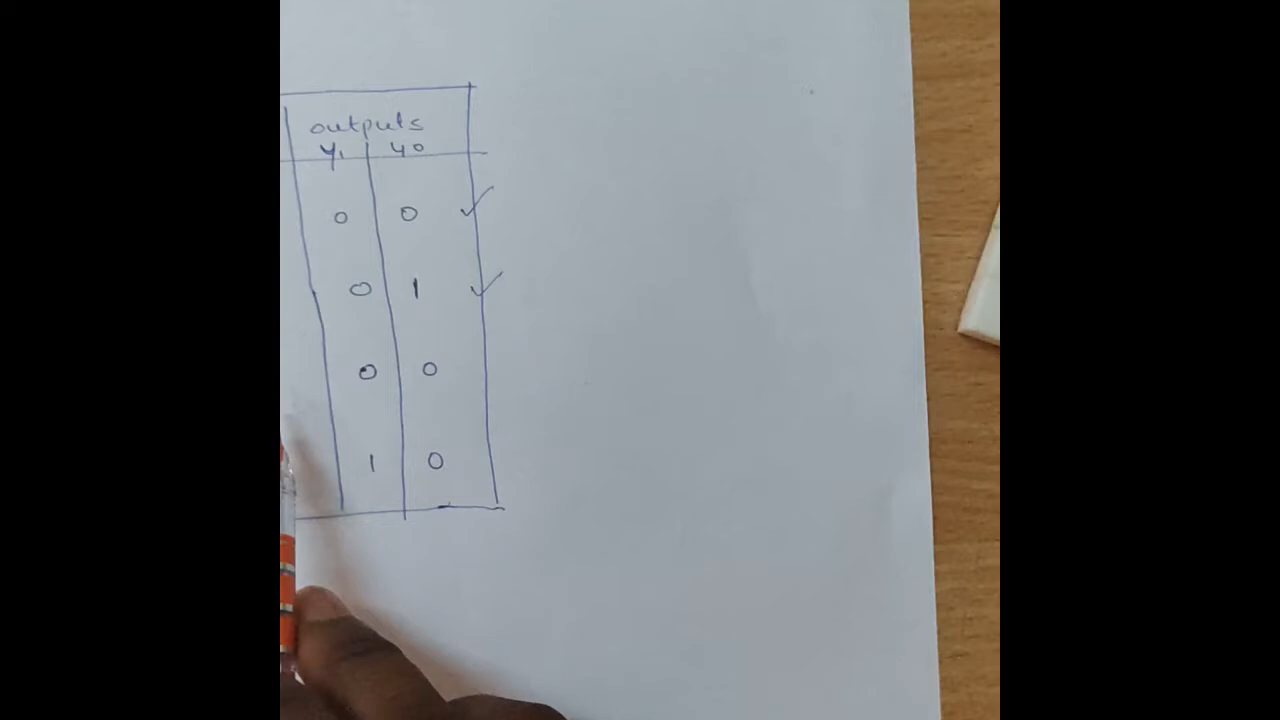 outputs
Y1 Y0
0 0 ✓
0 1 ✓
0 0
1 0